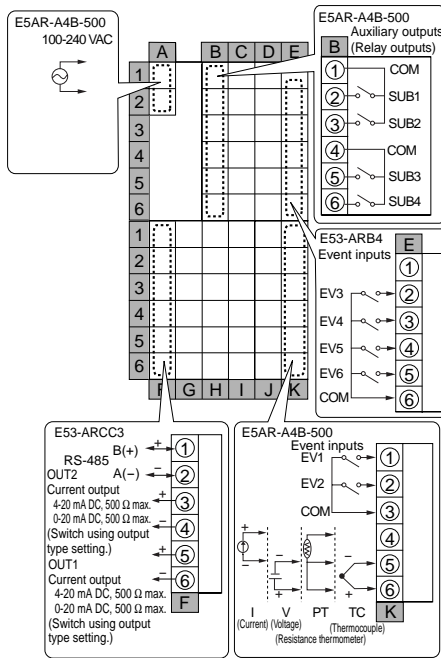 E5AR-A4B-500
100-240 VAC
A B C D E
1
2
3
4
5
6
1
2
3
4
5
6
F G H I J K
E5AR-A4B-500
Auxiliary outputs
(Relay outputs)
B
1 COM
2 SUB1
3 SUB2
4 COM
5 SUB3
6 SUB4
E53-ARB4
Event inputs
E
1
EV3 2
EV4 3
EV5 4
EV6 5
COM 6
E53-ARCC3
RS-485
B(+) + 1
A(−) − 2
OUT2
Current output
4-20 mA DC, 500 Ω max.
0-20 mA DC, 500 Ω max.
(Switch using output
type setting.)
+ 3
− 4
OUT1
Current output
4-20 mA DC, 500 Ω max.
0-20 mA DC, 500 Ω max.
(Switch using output
type setting.)
+ 5
− 6
F
E5AR-A4B-500
Event inputs
EV1 1
EV2 2
COM 3
4
5
6
K
+ − − + − +
I V PT TC
(Current) (Voltage) (Thermocouple)
(Resistance thermometer)